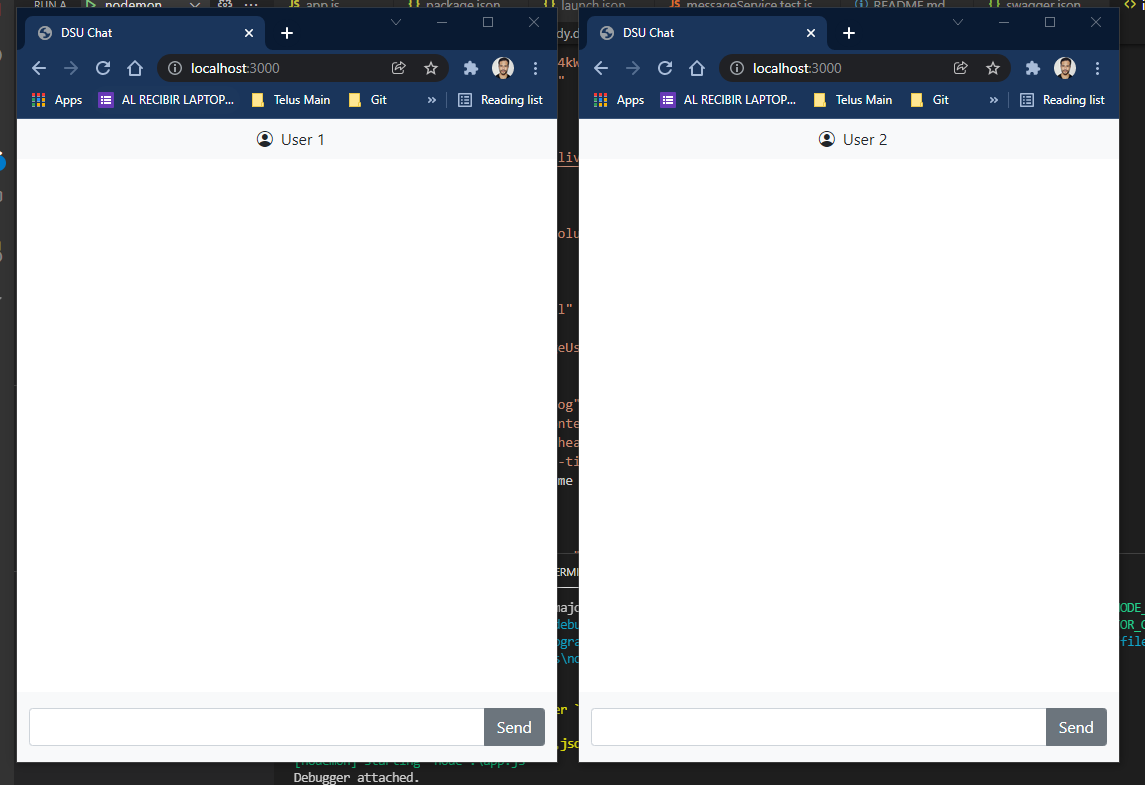 RUN A nodemon app.js package.json launch.json messageService.test.js README.md swagger.json
DSU Chat
localhost:3000
Apps AL RECIBIR LAPTOP... Telus Main Git » Reading list
User 1
Send
DSU Chat
localhost:3000
Apps AL RECIBIR LAPTOP... Telus Main Git » Reading list
User 2
Send
[nodemon] starting `node .\app.js`
Debugger attached.